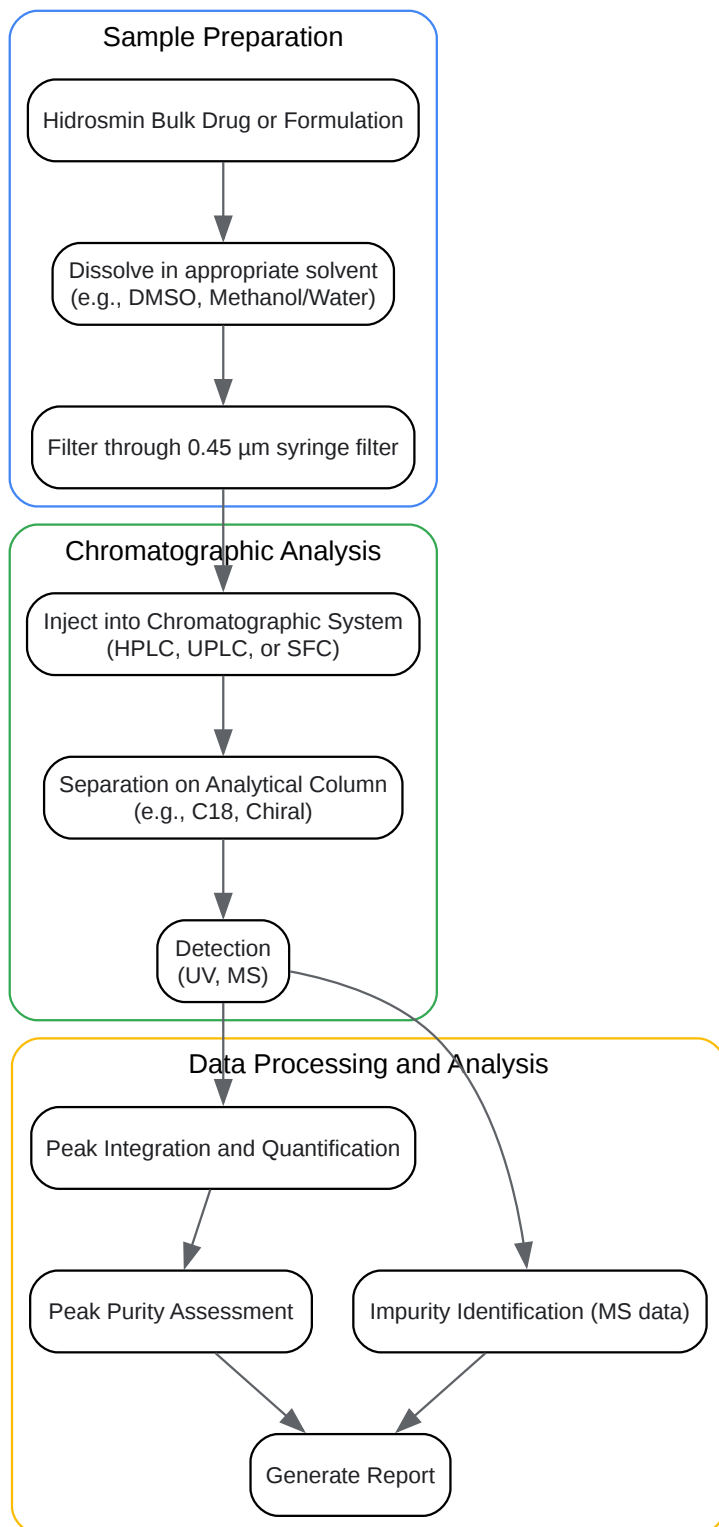 Sample Preparation
Hidrosmin Bulk Drug or Formulation
Dissolve in appropriate solvent
(e.g., DMSO, Methanol/Water)
Filter through 0.45 µm syringe filter
Chromatographic Analysis
Inject into Chromatographic System
(HPLC, UPLC, or SFC)
Separation on Analytical Column
(e.g., C18, Chiral)
Detection
(UV, MS)
Data Processing and Analysis
Peak Integration and Quantification
Peak Purity Assessment
Impurity Identification (MS data)
Generate Report